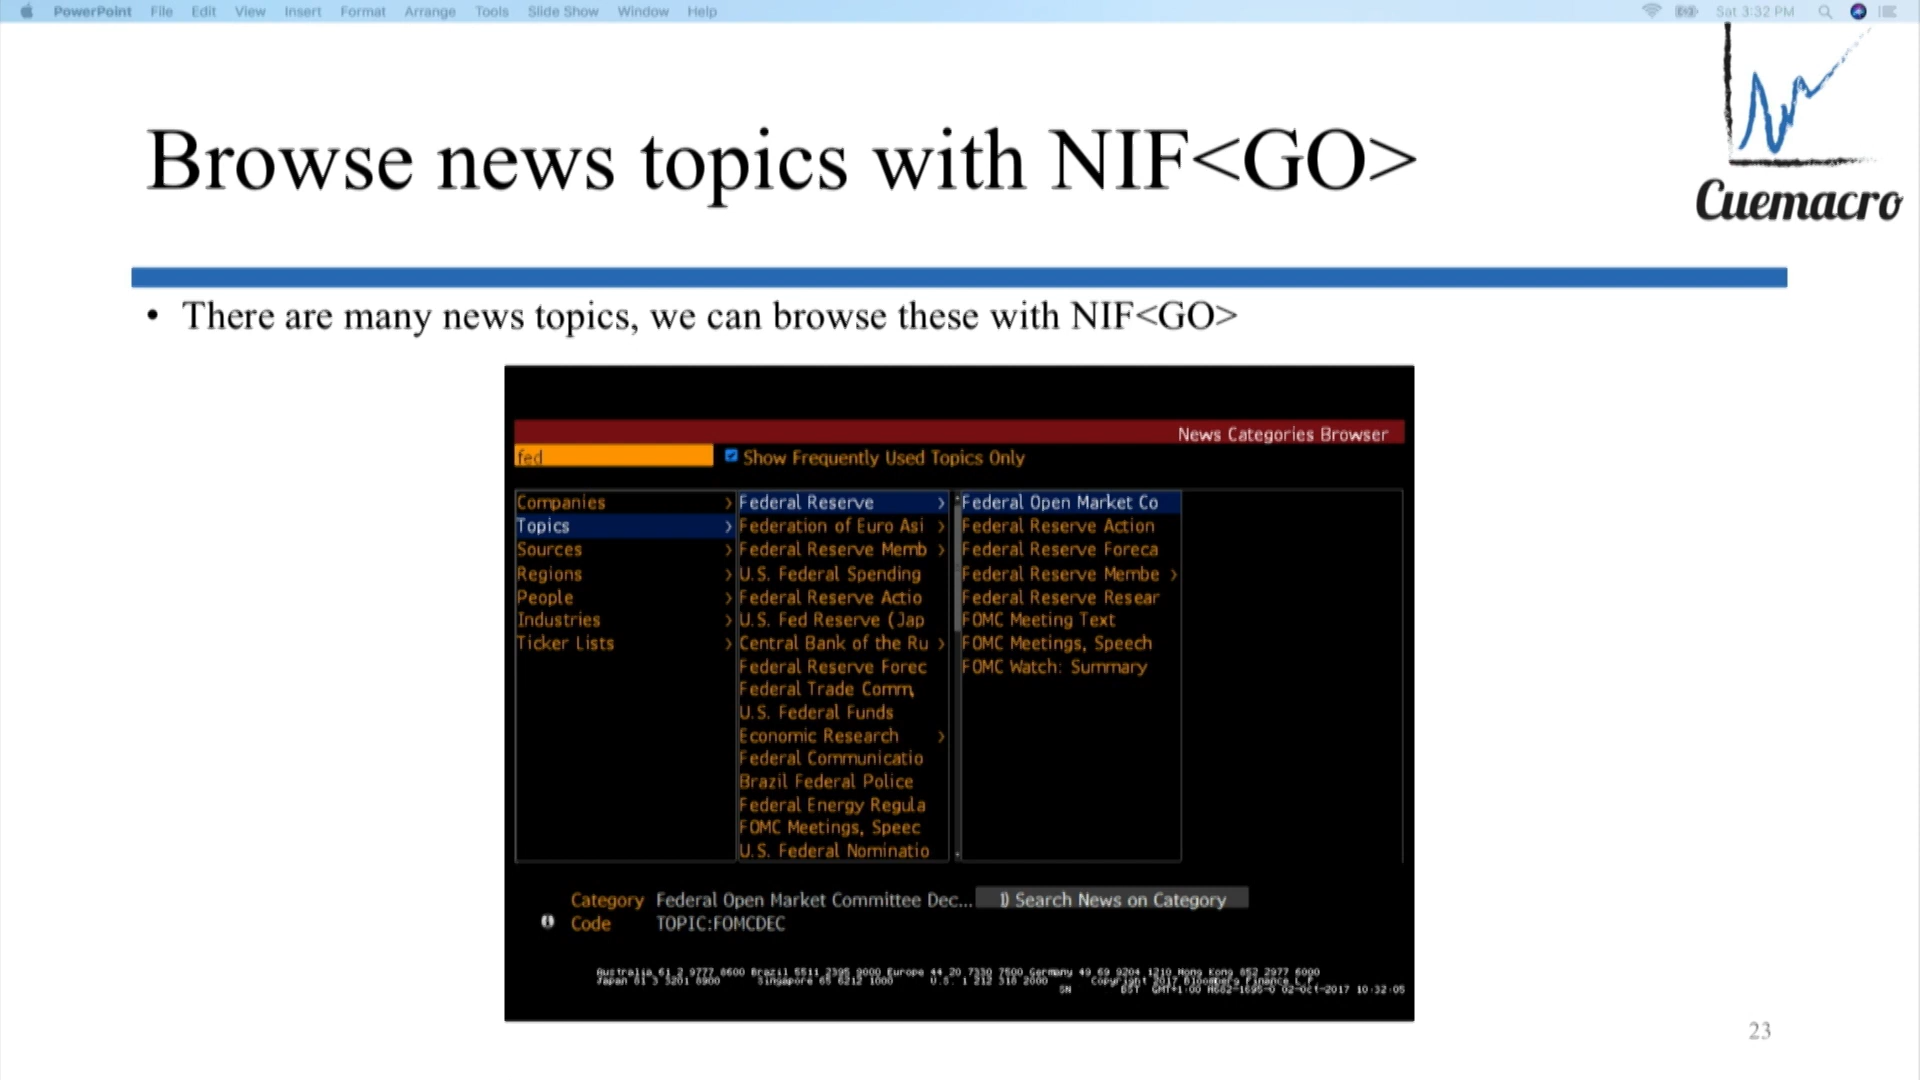 PowerPoint File Edit View Insert Format Arrange Tools Slide Show Window Help Sat 3:32 PM
Browse news topics with NIF<GO>
Cuemacro
• There are many news topics, we can browse these with NIF<GO>
News Categories Browser
fed Show Frequently Used Topics Only
Companies
Topics
Sources
Regions
People
Industries
Ticker Lists
Federal Reserve
Federation of Euro Asi
Federal Reserve Memb
U.S. Federal Spending
Federal Reserve Actio
U.S. Fed Reserve (Jap
Central Bank of the Ru
Federal Reserve Forec
Federal Trade Comm
U.S. Federal Funds
Economic Research
Federal Communicatio
Brazil Federal Police
Federal Energy Regula
FOMC Meetings, Speec
U.S. Federal Nominatio
Federal Open Market Co
Federal Reserve Action
Federal Reserve Foreca
Federal Reserve Membe
Federal Reserve Resear
FOMC Meeting Text
FOMC Meetings, Speech
FOMC Watch: Summary
Category Federal Open Market Committee Dec... 1) Search News on Category
Code TOPIC:FOMCDEC
Australia 61 2 9777 8600 Brazil 5511 2395 9000 Europe 44 20 7330 7500 Germany 49 69 9204 1210 Hong Kong 852 2977 6000
Japan 81 3 3201 8900 Singapore 65 6212 1000 U.S. 1 212 318 2000 Copyright 2017 Bloomberg Finance L.P.
SN BST GMT+1:00 02-Oct-2017 10:32:05
23